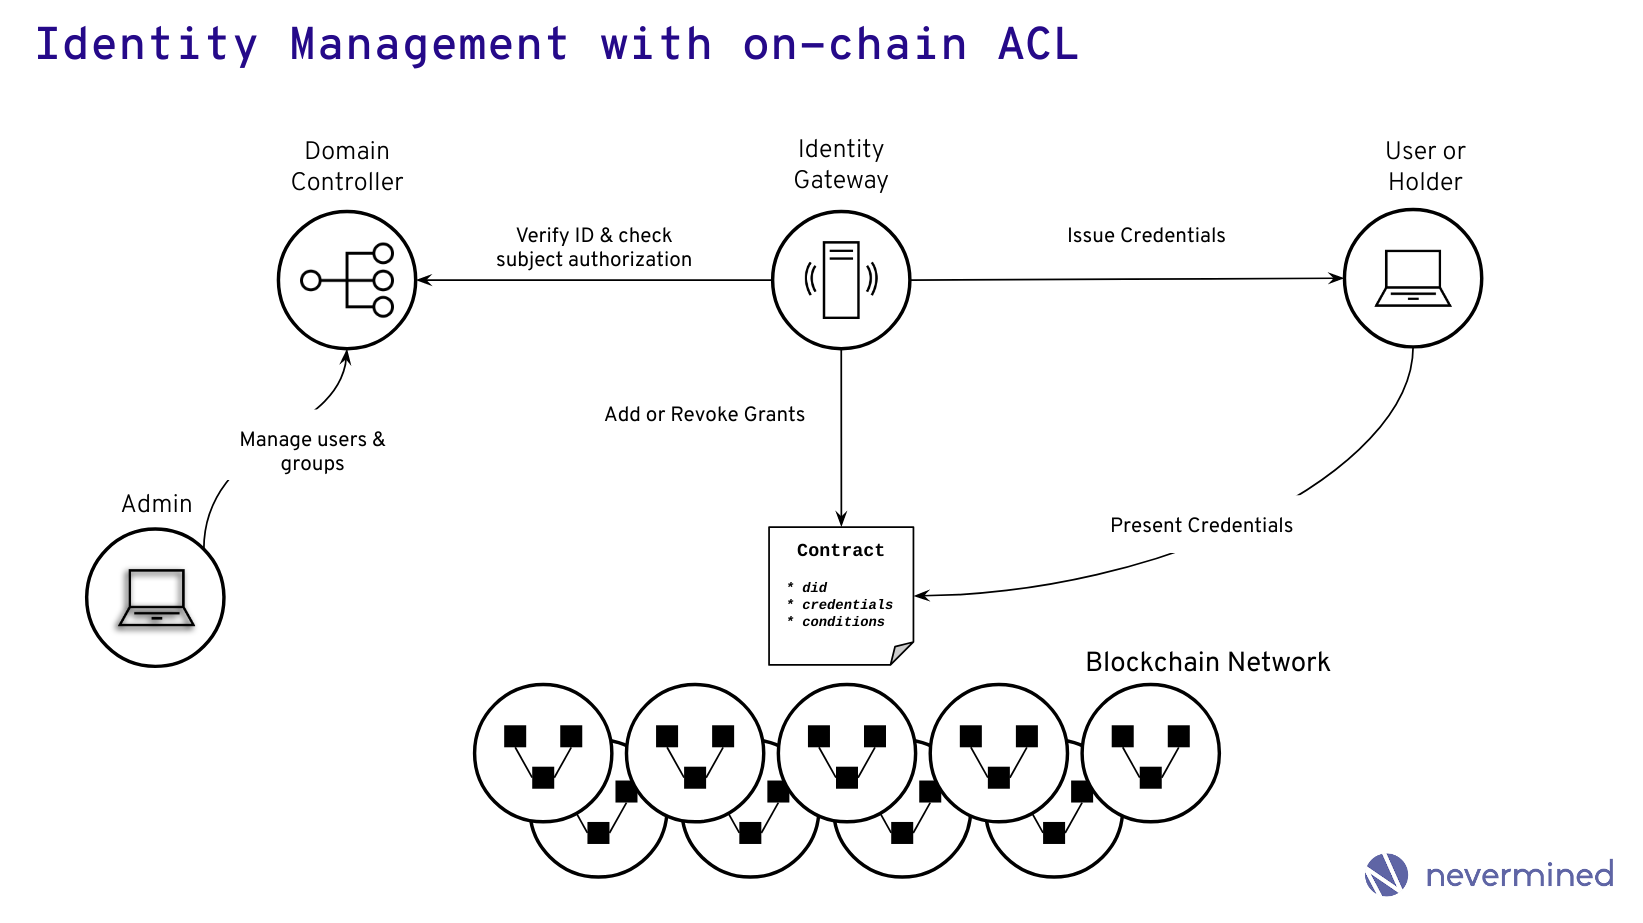 Identity Management with on-chain ACL
Domain
Controller
Identity
Gateway
User or
Holder
Verify ID & check
subject authorization
Issue Credentials
Add or Revoke Grants
Manage users &
groups
Admin
Present Credentials
Contract
* did
* credentials
* conditions
Blockchain Network
nevermined